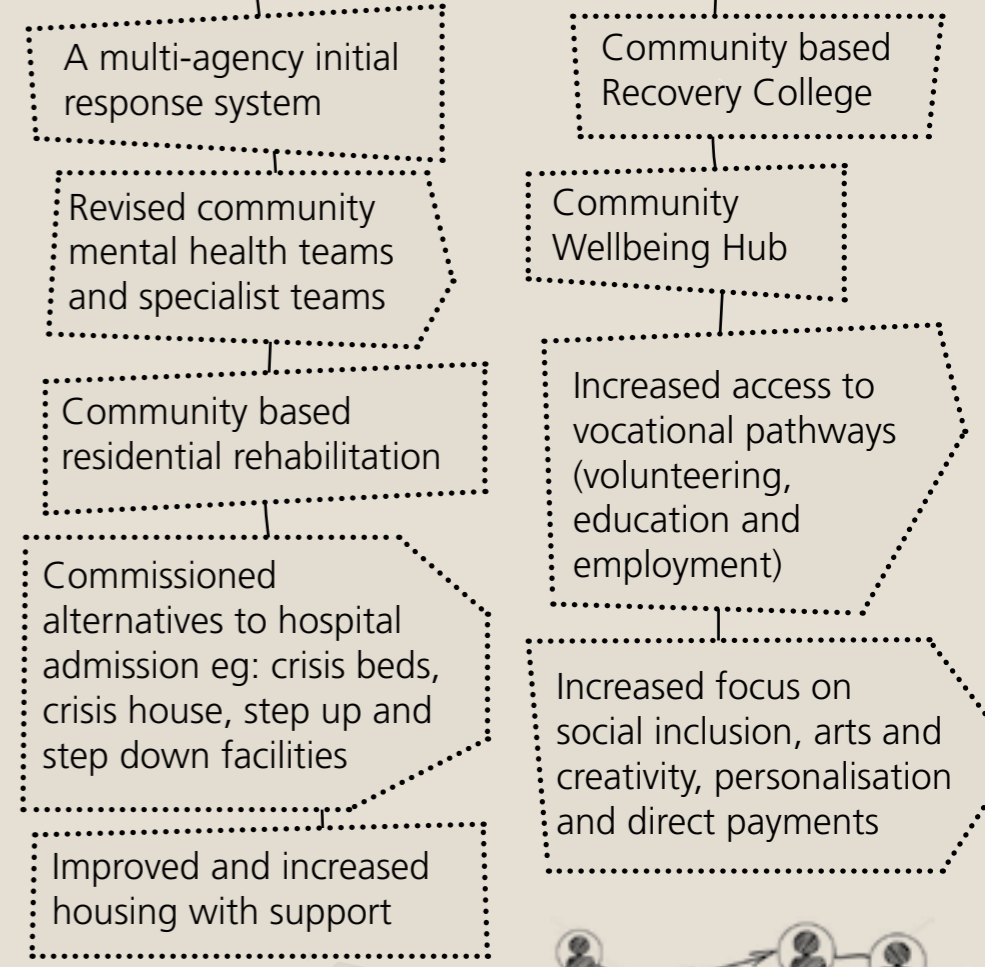 A multi-agency initial
response system
Revised community
mental health teams
and specialist teams
Community based
residential rehabilitation
Commissioned
alternatives to hospital
admission eg: crisis beds,
crisis house, step up and
step down facilities
Improved and increased
housing with support
Community based
Recovery College
Community
Wellbeing Hub
Increased access to
vocational pathways
(volunteering,
education and
employment)
Increased focus on
social inclusion, arts and
creativity, personalisation
and direct payments